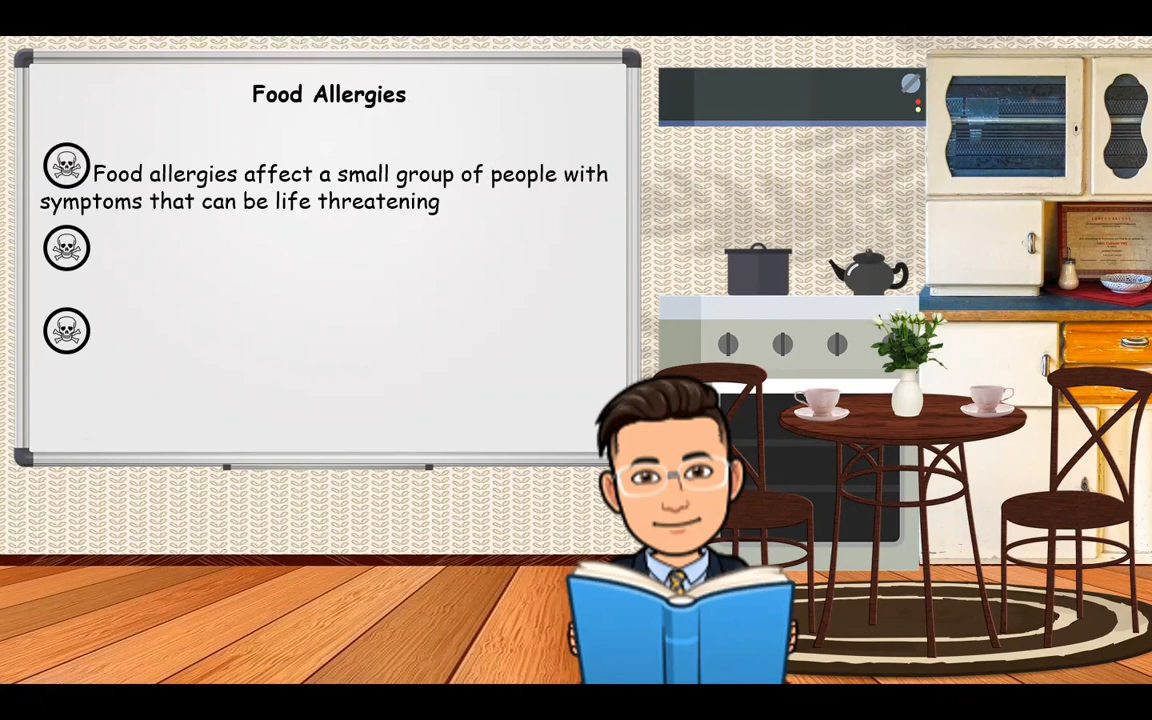 Food Allergies
Food allergies affect a small group of people with
symptoms that can be life threatening